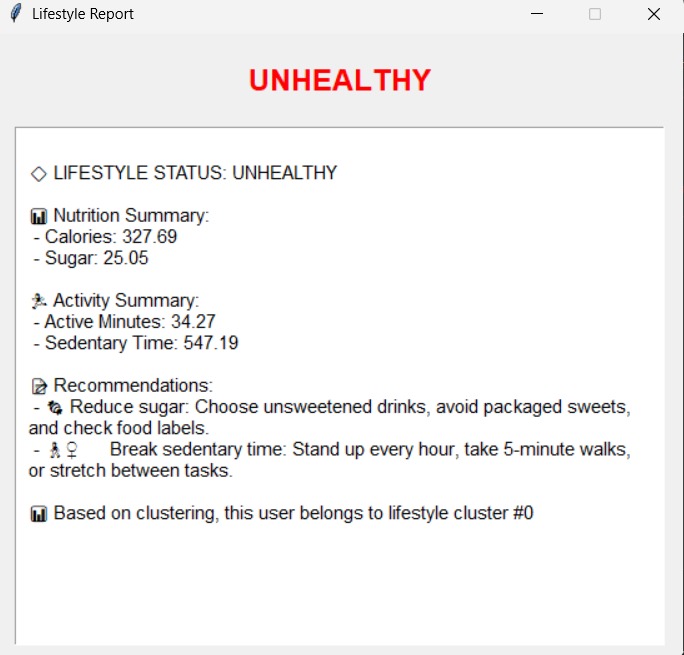 Lifestyle Report
UNHEALTHY
◇ LIFESTYLE STATUS: UNHEALTHY
📊 Nutrition Summary:
- Calories: 327.69
- Sugar: 25.05
🏃 Activity Summary:
- Active Minutes: 34.27
- Sedentary Time: 547.19
📝 Recommendations:
- 🍬 Reduce sugar: Choose unsweetened drinks, avoid packaged sweets,
and check food labels.
- 🚶♀ Break sedentary time: Stand up every hour, take 5-minute walks,
or stretch between tasks.
📊 Based on clustering, this user belongs to lifestyle cluster #0